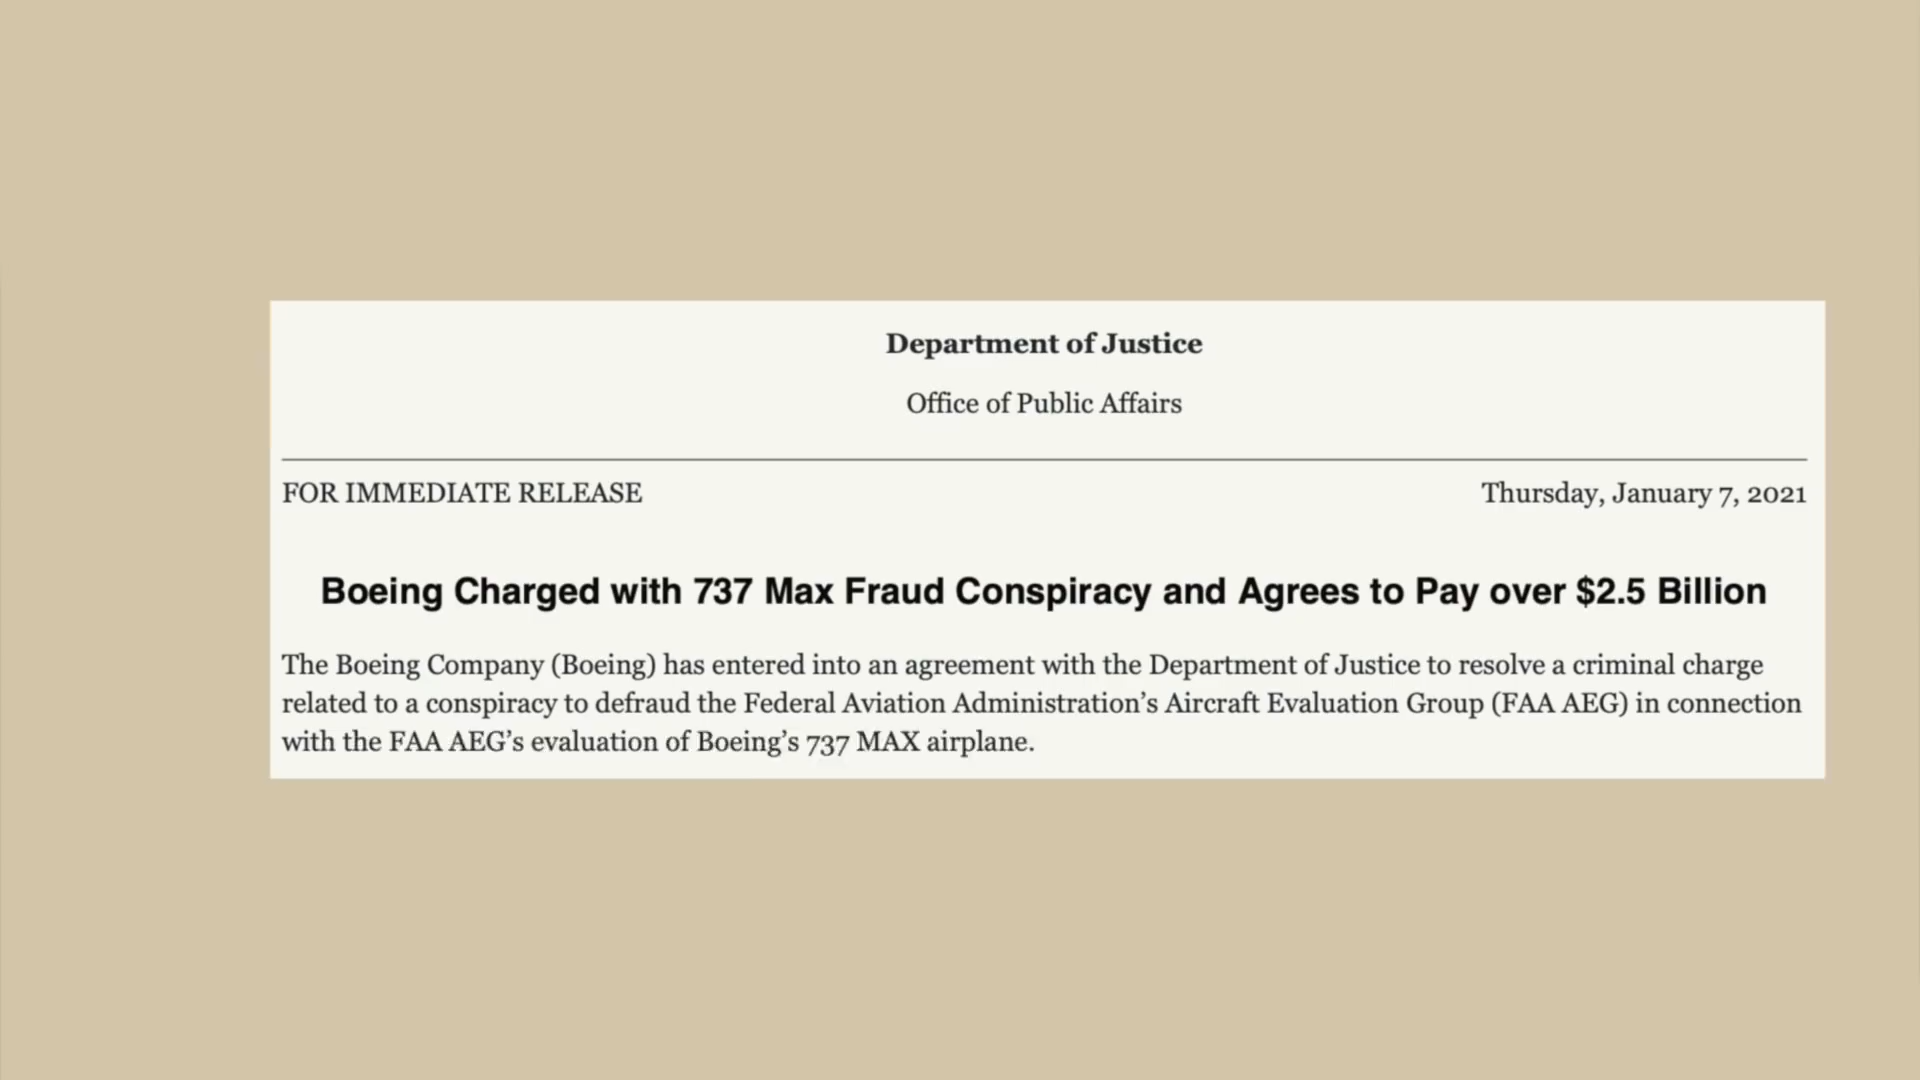 Department of Justice
Office of Public Affairs
FOR IMMEDIATE RELEASE
Thursday, January 7, 2021
Boeing Charged with 737 Max Fraud Conspiracy and Agrees to Pay over $2.5 Billion
The Boeing Company (Boeing) has entered into an agreement with the Department of Justice to resolve a criminal charge
related to a conspiracy to defraud the Federal Aviation Administration’s Aircraft Evaluation Group (FAA AEG) in connection
with the FAA AEG’s evaluation of Boeing’s 737 MAX airplane.